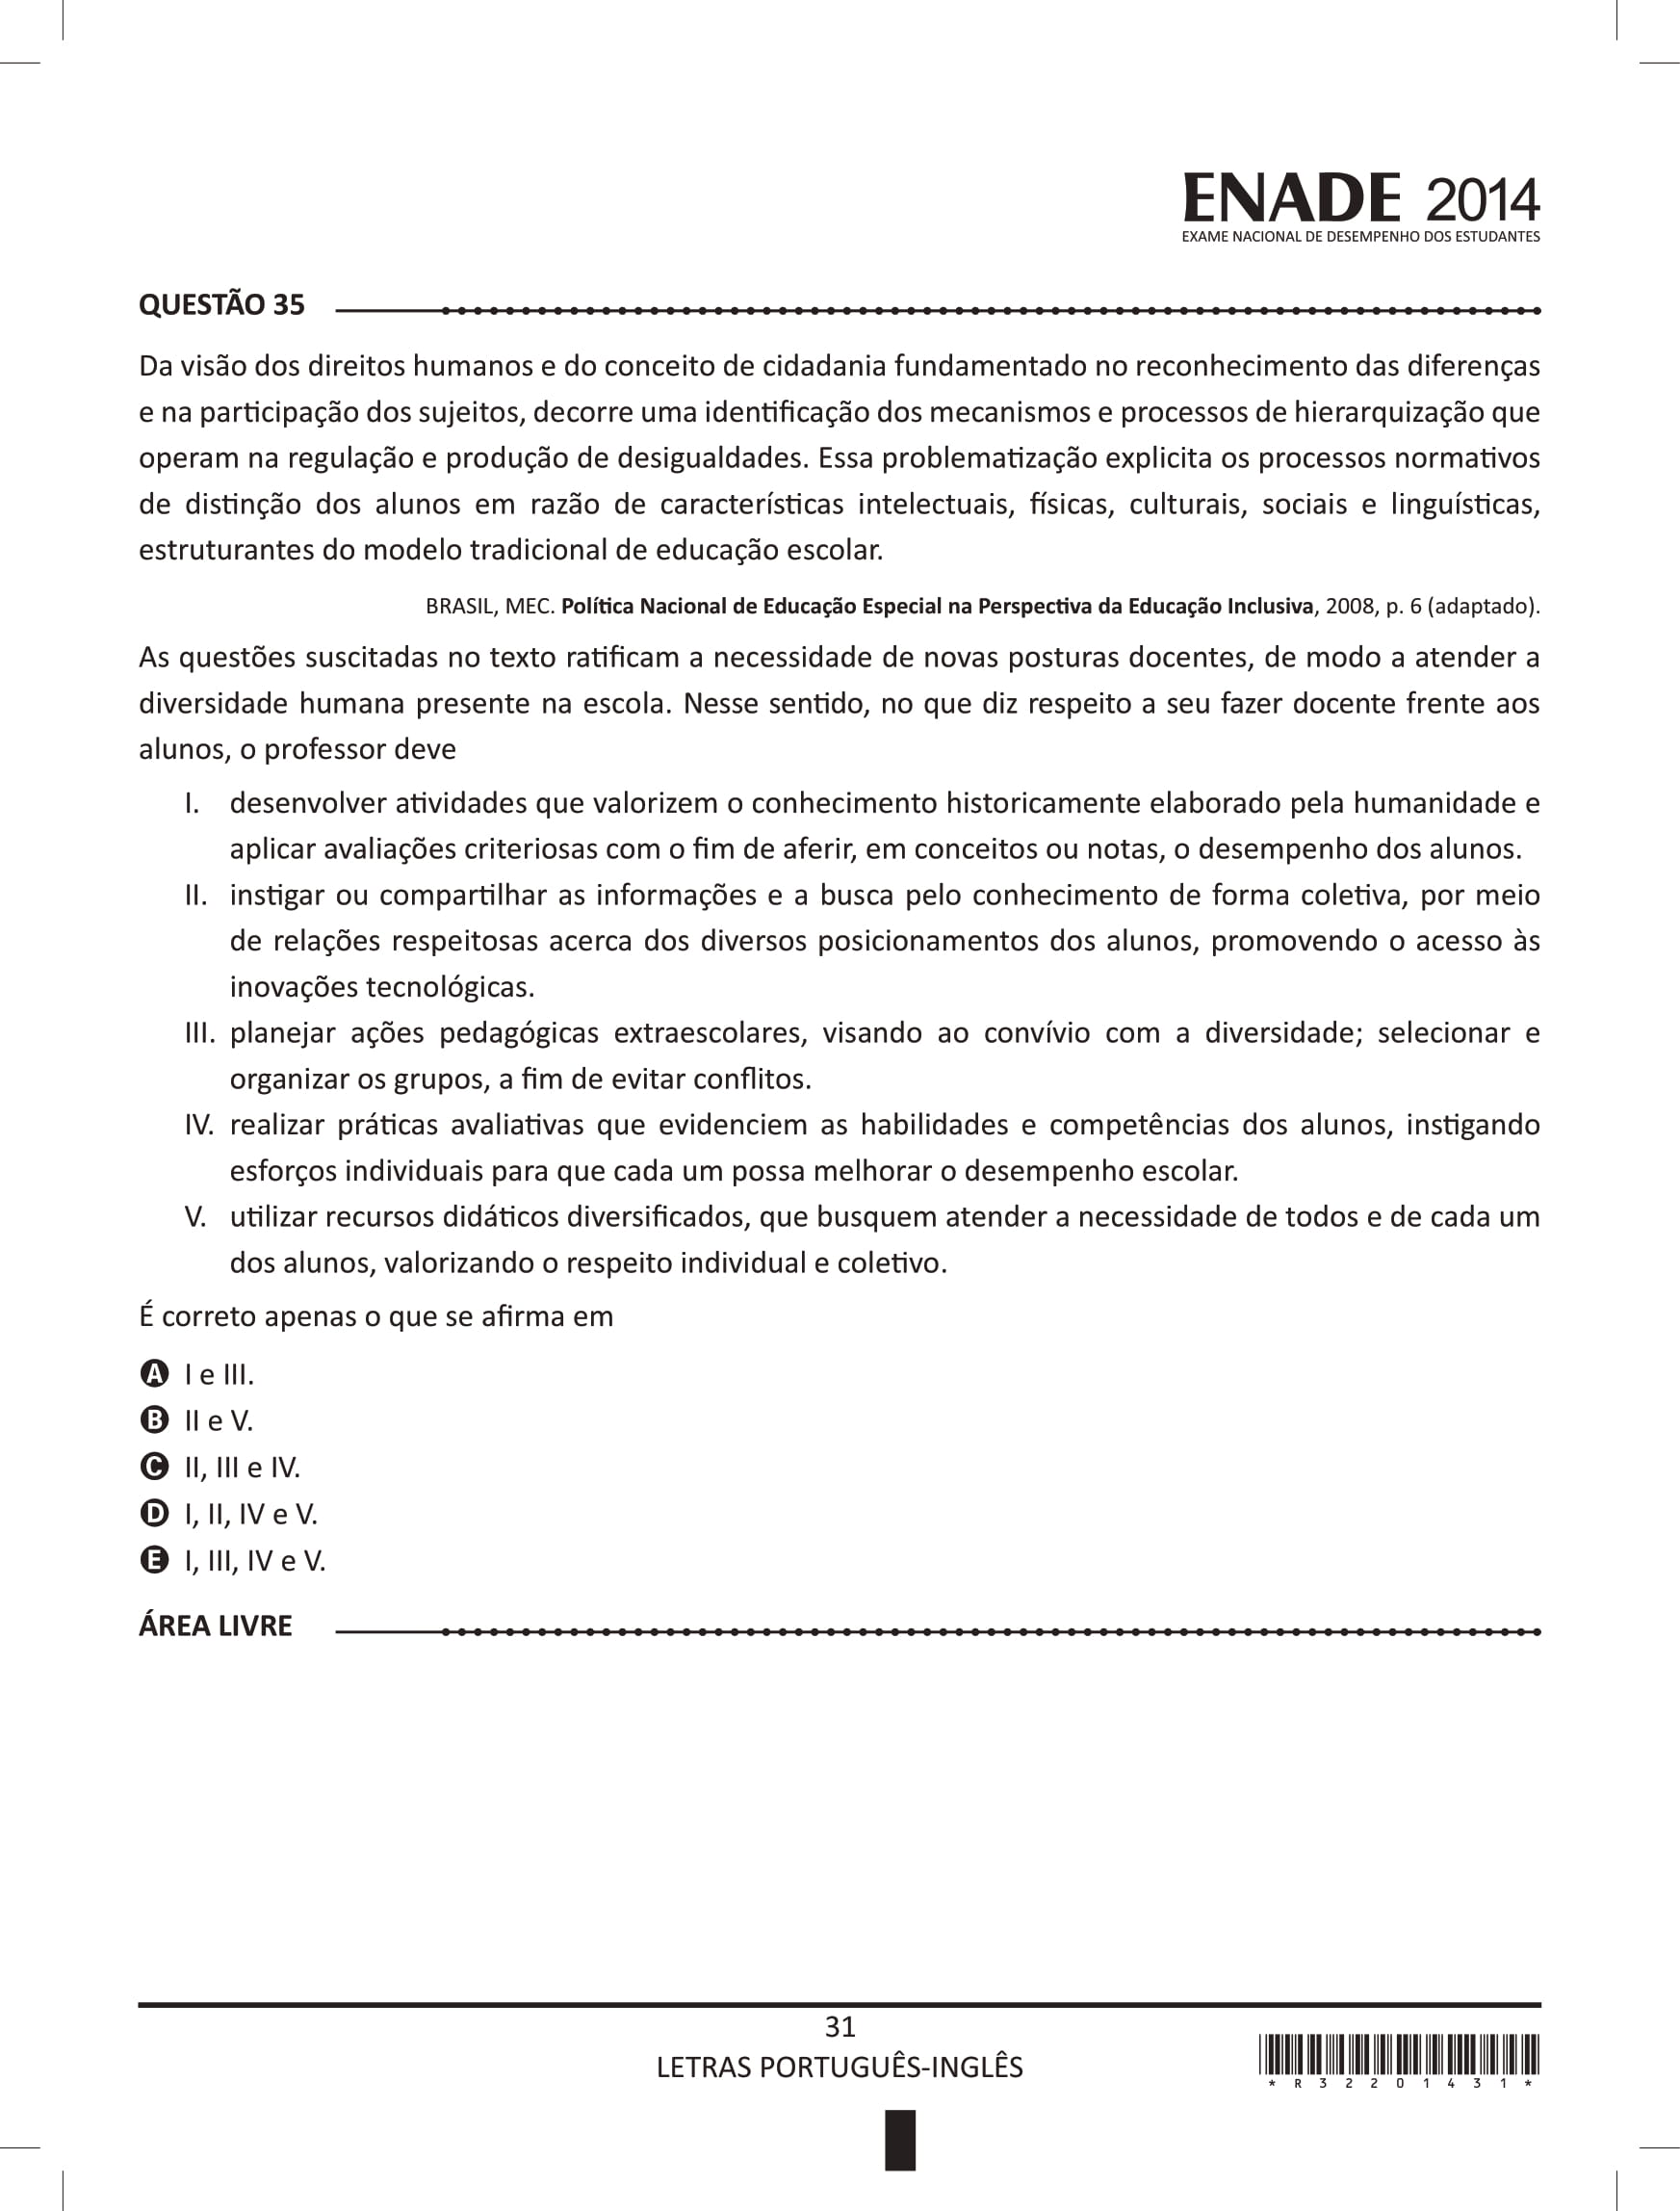 ENADE 2014
EXAME NACIONAL DE DESEMPENHO DOS ESTUDANTES
QUESTÃO 35
Da visão dos direitos humanos e do conceito de cidadania fundamentado no reconhecimento das diferenças
e na participação dos sujeitos, decorre uma identificação dos mecanismos e processos de hierarquização que
operam na regulação e produção de desigualdades. Essa problematização explicita os processos normativos
de distinção dos alunos em razão de características intelectuais, físicas, culturais, sociais e linguísticas,
estruturantes do modelo tradicional de educação escolar.
BRASIL, MEC. Política Nacional de Educação Especial na Perspectiva da Educação Inclusiva, 2008, p. 6 (adaptado).
As questões suscitadas no texto ratificam a necessidade de novas posturas docentes, de modo a atender a
diversidade humana presente na escola. Nesse sentido, no que diz respeito a seu fazer docente frente aos
alunos, o professor deve
I. desenvolver atividades que valorizem o conhecimento historicamente elaborado pela humanidade e
aplicar avaliações criteriosas com o fim de aferir, em conceitos ou notas, o desempenho dos alunos.
II. instigar ou compartilhar as informações e a busca pelo conhecimento de forma coletiva, por meio
de relações respeitosas acerca dos diversos posicionamentos dos alunos, promovendo o acesso às
inovações tecnológicas.
III. planejar ações pedagógicas extraescolares, visando ao convívio com a diversidade; selecionar e
organizar os grupos, a fim de evitar conflitos.
IV. realizar práticas avaliativas que evidenciem as habilidades e competências dos alunos, instigando
esforços individuais para que cada um possa melhorar o desempenho escolar.
V. utilizar recursos didáticos diversificados, que busquem atender a necessidade de todos e de cada um
dos alunos, valorizando o respeito individual e coletivo.
É correto apenas o que se afirma em
A I e III.
B II e V.
C II, III e IV.
D I, II, IV e V.
E I, III, IV e V.
ÁREA LIVRE
31
LETRAS PORTUGUÊS-INGLÊS
* R 3 2 2 0 1 4 3 1 *